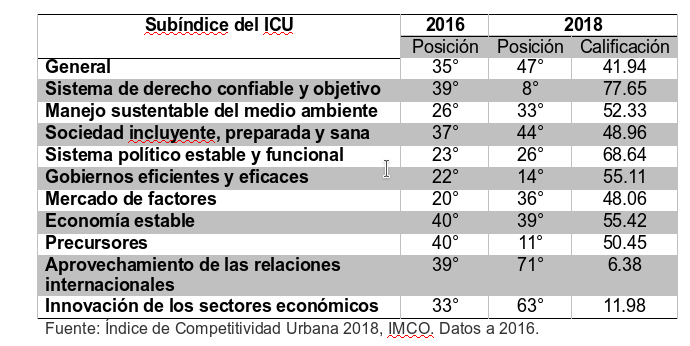 Subíndice del ICU 2016 2018
Posición Posición Calificación
General 35° 47° 41.94
Sistema de derecho confiable y objetivo 39° 8° 77.65
Manejo sustentable del medio ambiente 26° 33° 52.33
Sociedad incluyente, preparada y sana 37° 44° 48.96
Sistema político estable y funcional 23° 26° 68.64
Gobiernos eficientes y eficaces 22° 14° 55.11
Mercado de factores 20° 36° 48.06
Economía estable 40° 39° 55.42
Precursores 40° 11° 50.45
Aprovechamiento de las relaciones 39° 71° 6.38
internacionales
Innovación de los sectores económicos 33° 63° 11.98
Fuente: Índice de Competitividad Urbana 2018, IMCO. Datos a 2016.